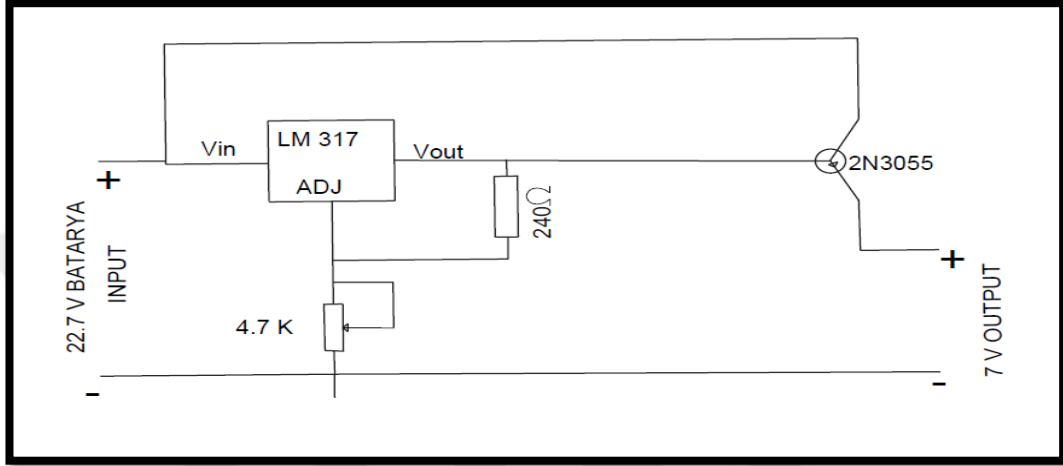 LM 317
Vin
Vout
ADJ
2N3055
240Ω
+
22.7 V BATARYA
INPUT
4.7 K
-
+
7 V OUTPUT
-